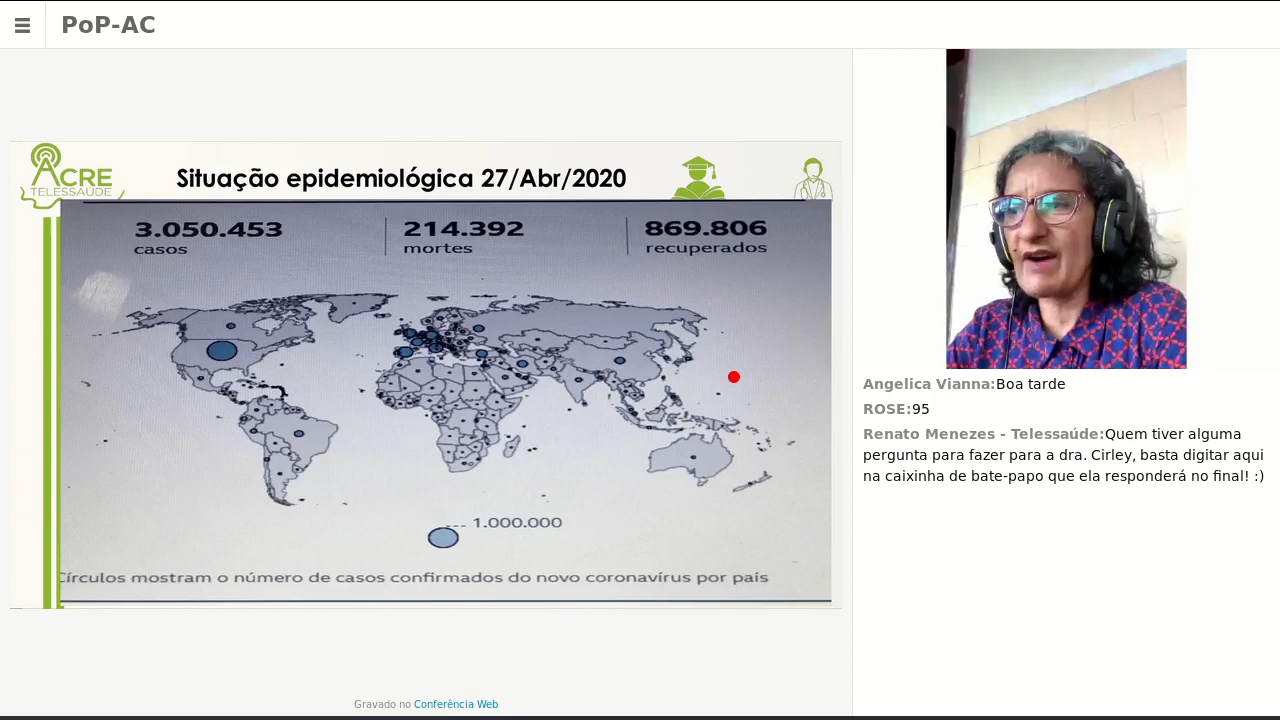 PoP-AC
ACRE
TELESSAÚDE
Situação epidemiológica 27/Abr/2020
3.050.453
casos
214.392
mortes
869.806
recuperados
1.000.000
Círculos mostram o número de casos confirmados do novo coronavírus por país
Gravado no Conferência Web
Angelica Vianna:Boa tarde
ROSE:95
Renato Menezes - Telessaúde:Quem tiver alguma
pergunta para fazer para a dra. Cirley, basta digitar aqui
na caixinha de bate-papo que ela responderá no final! :)